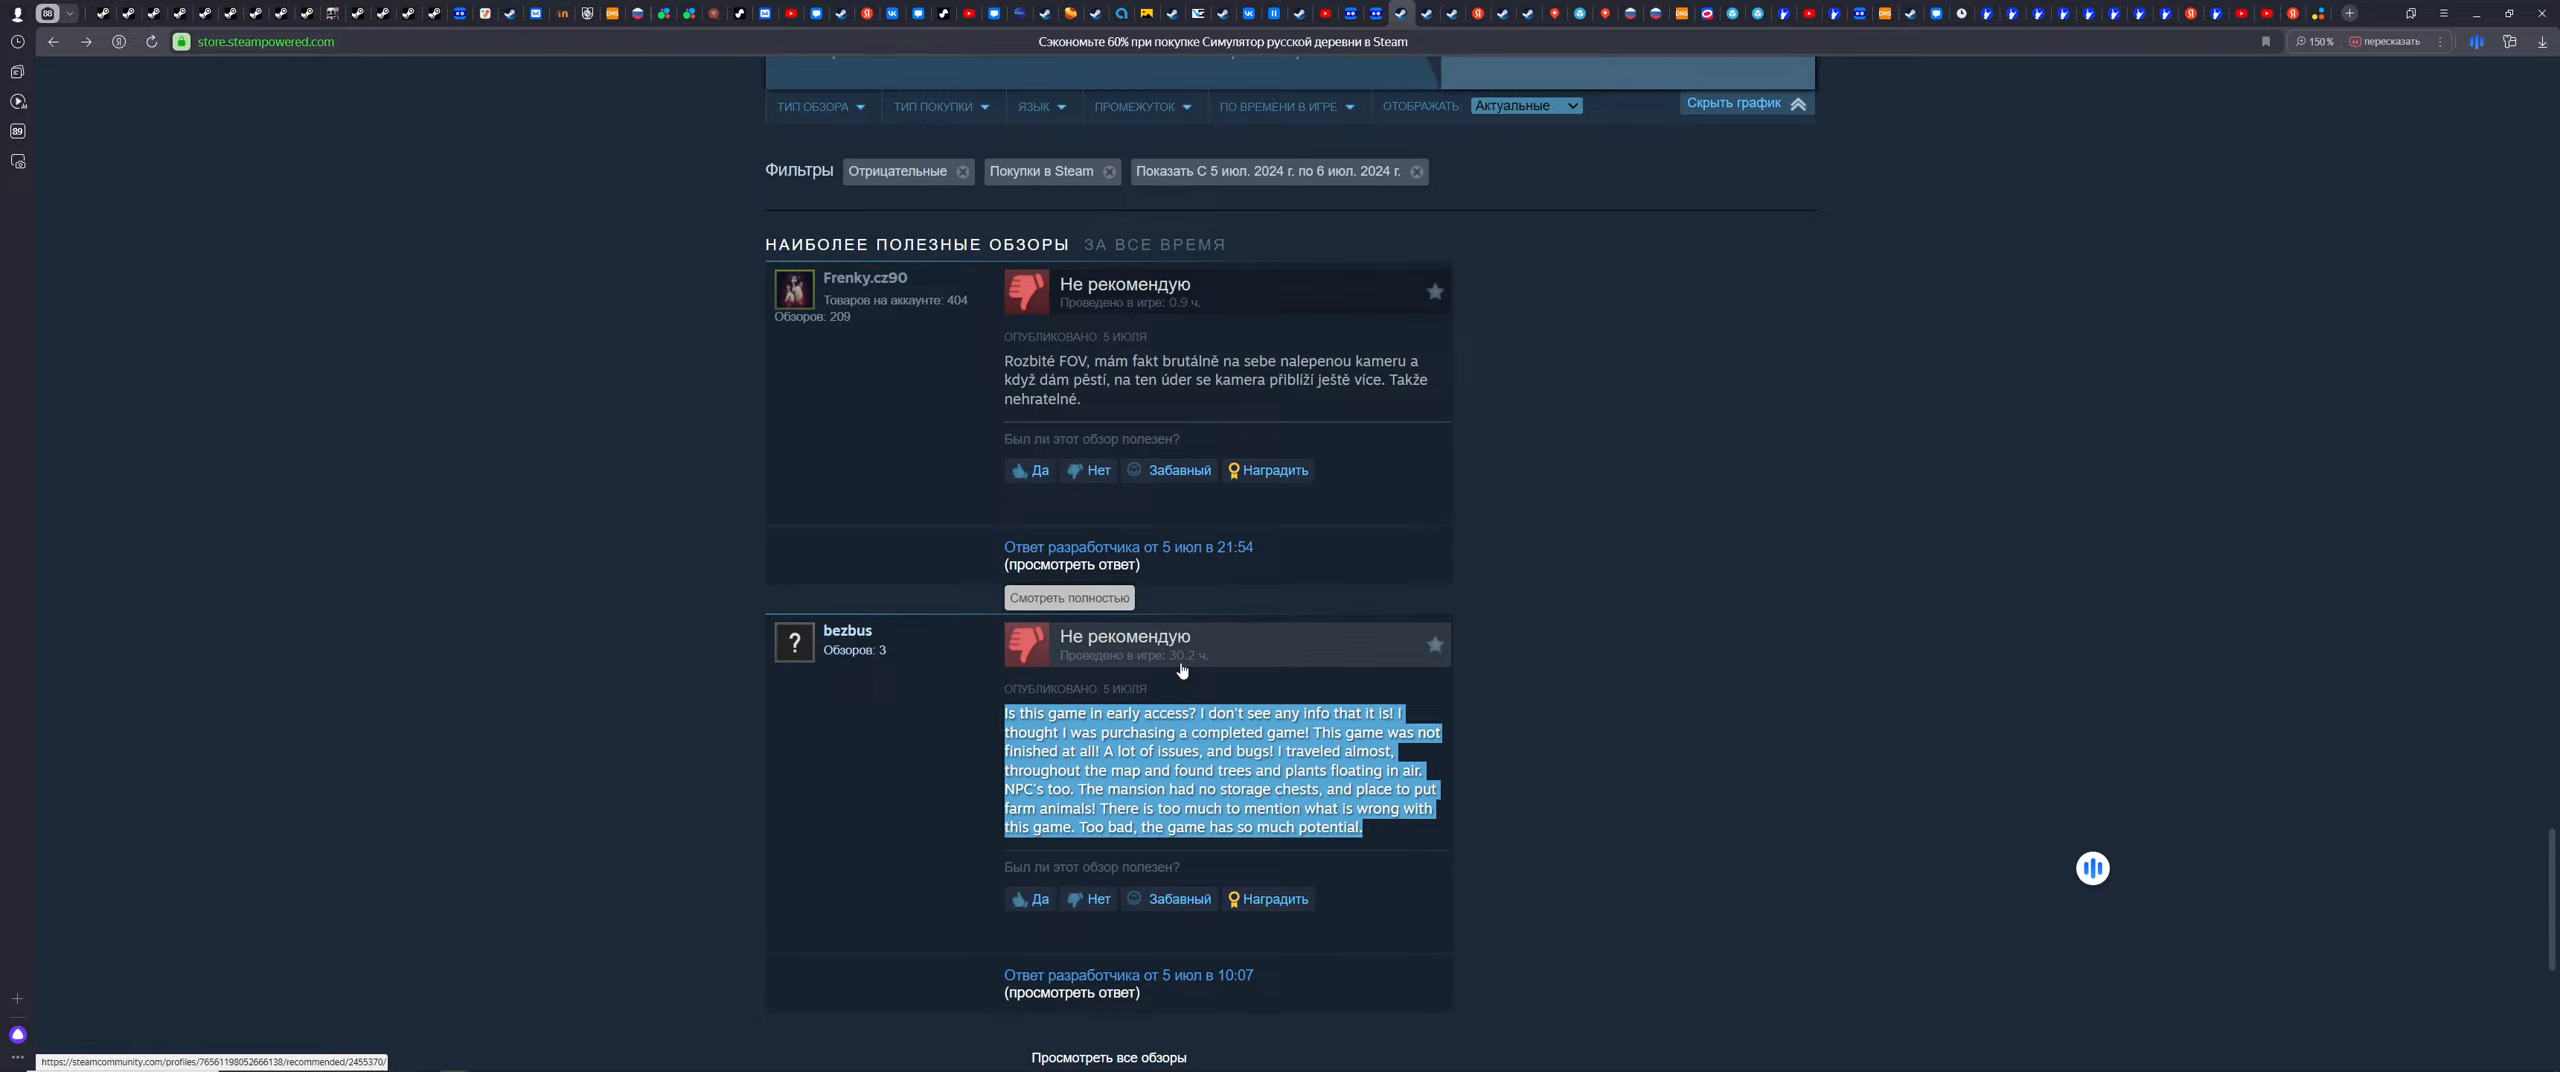 88
store.steampowered.com
Сэкономьте 60% при покупке Симулятор русской деревни в Steam
150%
пересказать
89
ТИП ОБЗОРА
ТИП ПОКУПКИ
ЯЗЫК
ПРОМЕЖУТОК
ПО ВРЕМЕНИ В ИГРЕ
ОТОБРАЖАТЬ:
Актуальные
Скрыть график
Фильтры
Отрицательные
Покупки в Steam
Показать С 5 июл. 2024 г. по 6 июл. 2024 г.
НАИБОЛЕЕ ПОЛЕЗНЫЕ ОБЗОРЫ ЗА ВСЕ ВРЕМЯ
Frenky.cz90
Товаров на аккаунте: 404
Обзоров: 209
Не рекомендую
Проведено в игре: 0.9 ч.
ОПУБЛИКОВАНО: 5 ИЮЛЯ
Rozbité FOV, mám fakt brutálně na sebe nalepenou kameru a
když dám pěstí, na ten úder se kamera přiblíží ještě více. Takže
nehratelné.
Был ли этот обзор полезен?
Да
Нет
Забавный
Наградить
Ответ разработчика от 5 июл в 21:54
(просмотреть ответ)
Смотреть полностью
bezbus
Обзоров: 3
Не рекомендую
Проведено в игре: 30.2 ч.
ОПУБЛИКОВАНО: 5 ИЮЛЯ
Is this game in early access? I don't see any info that it is! I
thought I was purchasing a completed game! This game was not
finished at all! A lot of issues, and bugs! I traveled almost,
throughout the map and found trees and plants floating in air.
NPC's too. The mansion had no storage chests, and place to put
farm animals! There is too much to mention what is wrong with
this game. Too bad, the game has so much potential.
Был ли этот обзор полезен?
Да
Нет
Забавный
Наградить
Ответ разработчика от 5 июл в 10:07
(просмотреть ответ)
Просмотреть все обзоры
https://steamcommunity.com/profiles/76561198052666138/recommended/2455370/